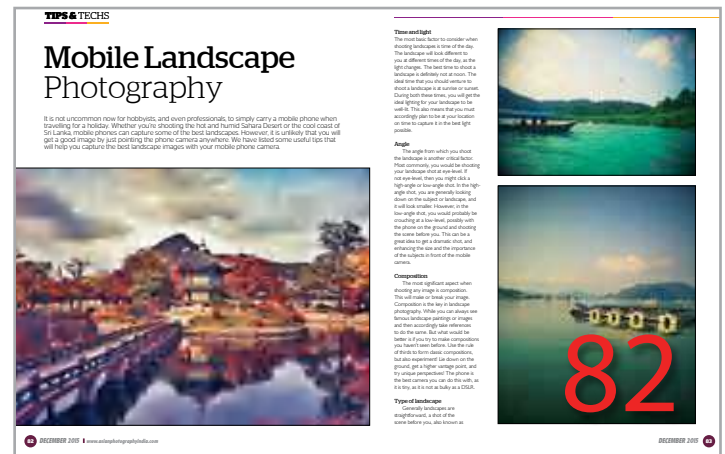 TIPS & TECHS
Mobile Landscape
Photography
It is not uncommon now for hobbyists, and even professionals, to simply carry a mobile phone when
travelling for a holiday. Whether you're shooting the hot and humid Sahara Desert or the cool coast of
Sri Lanka, mobile phones can capture some of the best landscapes. However, it is unlikely that you will
get a good image by just pointing the phone camera anywhere. We have listed some useful tips that
will help you capture the best landscape images with your mobile phone camera.
Time and light
The most basic factor to consider when
shooting landscapes is time of the day.
The landscape will look different to
you at different times of the day, as the
light changes. The best time to shoot a
landscape is definitely not at noon. The
ideal time that you should venture to
shoot a landscape is at sunrise or sunset.
During both these times, you will get the
ideal lighting for your landscape to be
well-lit. This also means that you must
accordingly plan to be at your location
on time to capture it in the best light
possible.
Angle
The angle from which you shoot
the landscape is another critical factor.
Most commonly, you would be shooting
your landscape shot at eye-level. If
not eye-level, then you might click a
high-angle or low-angle shot. In the high-
angle shot, you are generally looking
down on the subject or landscape, and
it will look smaller. However, in the
low-angle shot, you would probably be
crouching at a low-level, possibly with
the phone on the ground and shooting
the scene before you. This can be a
great idea to get a dramatic shot, and
enhancing the size and the importance
of the subjects in front of the mobile
camera.
Composition
The most significant aspect when
shooting any image is composition.
This will make or break your image.
Composition is the key in landscape
photography. While you can always see
famous landscape paintings or images
and then accordingly take references
to do the same. But what would be
better is if you try to make compositions
you haven't seen before. Use the rule
of thirds to form classic compositions,
but also experiment! Lie down on the
ground, get a higher vantage point, and
try unique perspectives! The phone is
the best camera you can do this with, as
it is tiny, as it is not as bulky as a DSLR.
Type of landscape
Generally landscapes are
straightforward, a shot of the
scene before you, also known as
82
82 DECEMBER 2015 www.asianphotographyindia.com
DECEMBER 2015 83